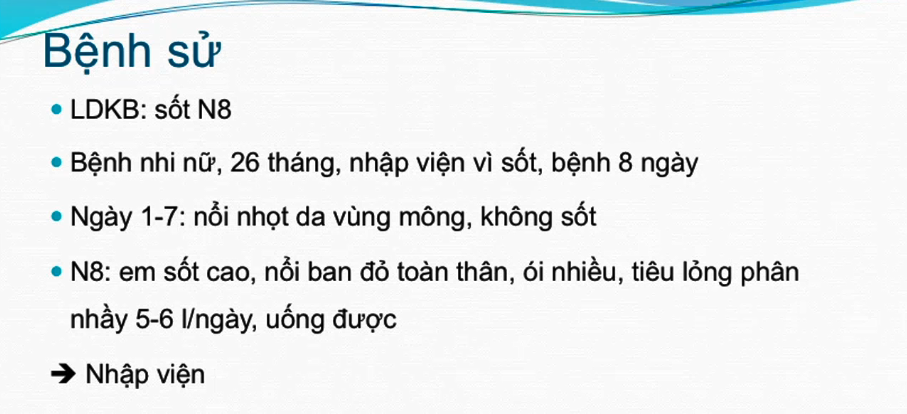 Bệnh sử
• LDKB: sốt N8
• Bệnh nhi nữ, 26 tháng, nhập viện vì sốt, bệnh 8 ngày
• Ngày 1-7: nổi nhọt da vùng mông, không sốt
• N8: em sốt cao, nổi ban đỏ toàn thân, ói nhiều, tiêu lỏng phân
nhầy 5-6 l/ngày, uống được
➔ Nhập viện